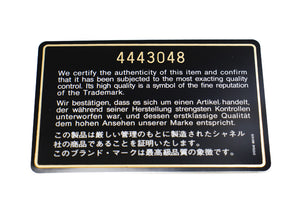 4443048
We certify the authenticity of this item and confirm
that it has been subjected to the most exacting quality
control. Its high quality is a symbol of the fine reputation
of the Trademark.
Wir bestätigen, dass es sich um einen Artikel handelt,
der während seiner Herstellung strengsten Kontrollen
unterworfen war, und dessen erstklassige Qualität
dem hohen Ansehen unserer Marke entspricht.
この製品は厳しい管理のもとに製造されたシャネル
社の商品であることを証明いたします。
このブランド・マークは最高級品質の象徴です。